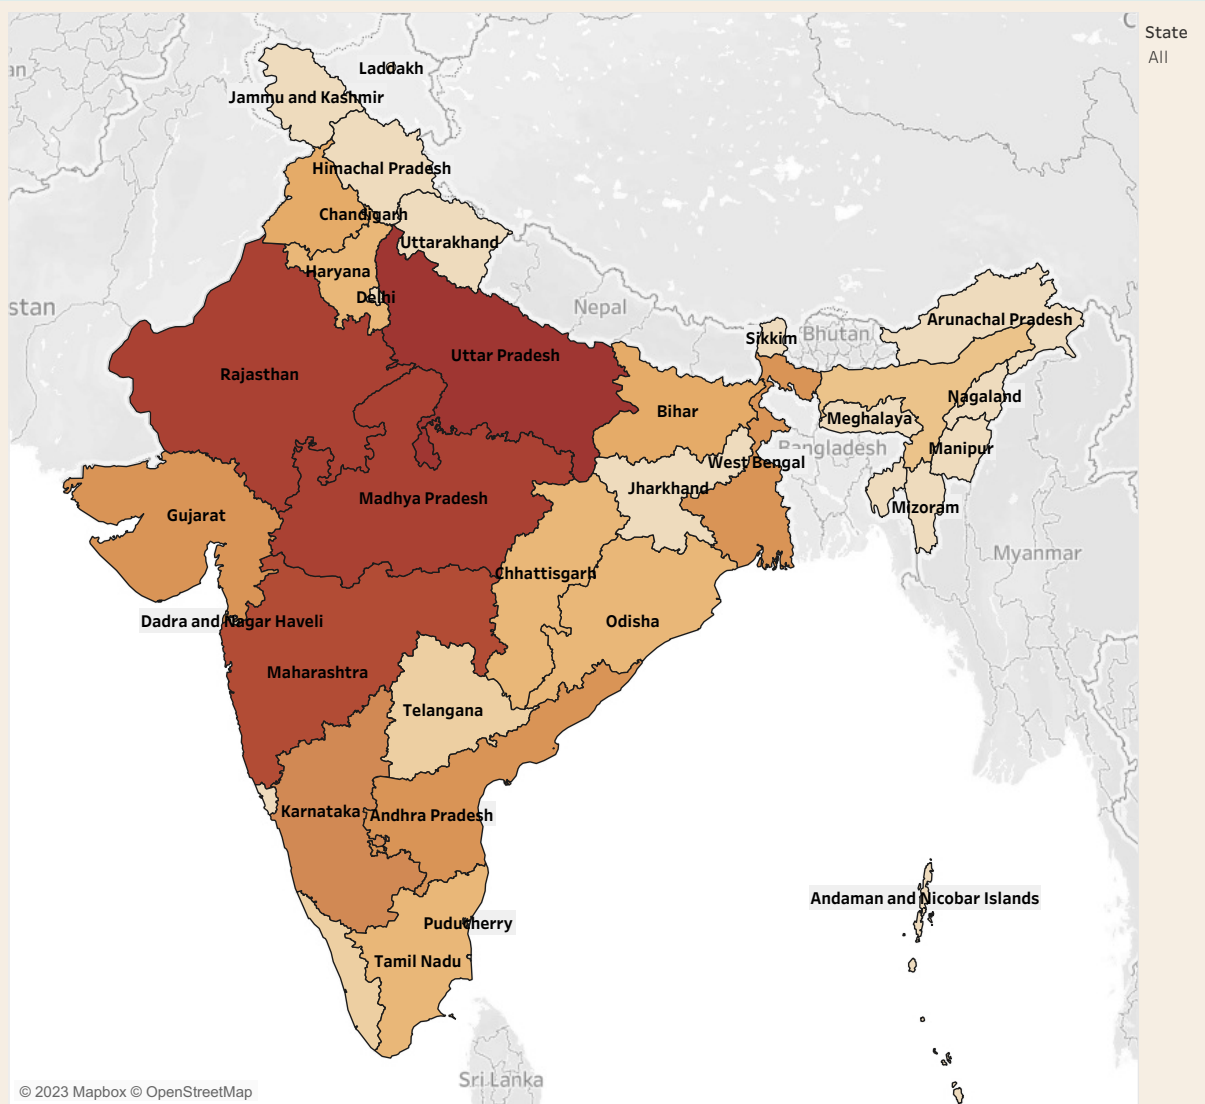 State
All
an
Laddakh
Jammu and Kashmir
Himachal Pradesh
Chandigarh
Uttarakhand
Haryana
Delhi
stan
Nepal
Arunachal Pradesh
Sikkim
Bhutan
Uttar Pradesh
Rajasthan
Nagaland
Bihar
Meghalaya
Manipur
Bangladesh
West Bengal
Jharkhand
Madhya Pradesh
Mizoram
Gujarat
Myanmar
Chhattisgarh
Dadra and Nagar Haveli
Odisha
Maharashtra
Telangana
Karnataka
Andhra Pradesh
Andaman and Nicobar Islands
Puducherry
Tamil Nadu
Sri Lanka
© 2023 Mapbox © OpenStreetMap